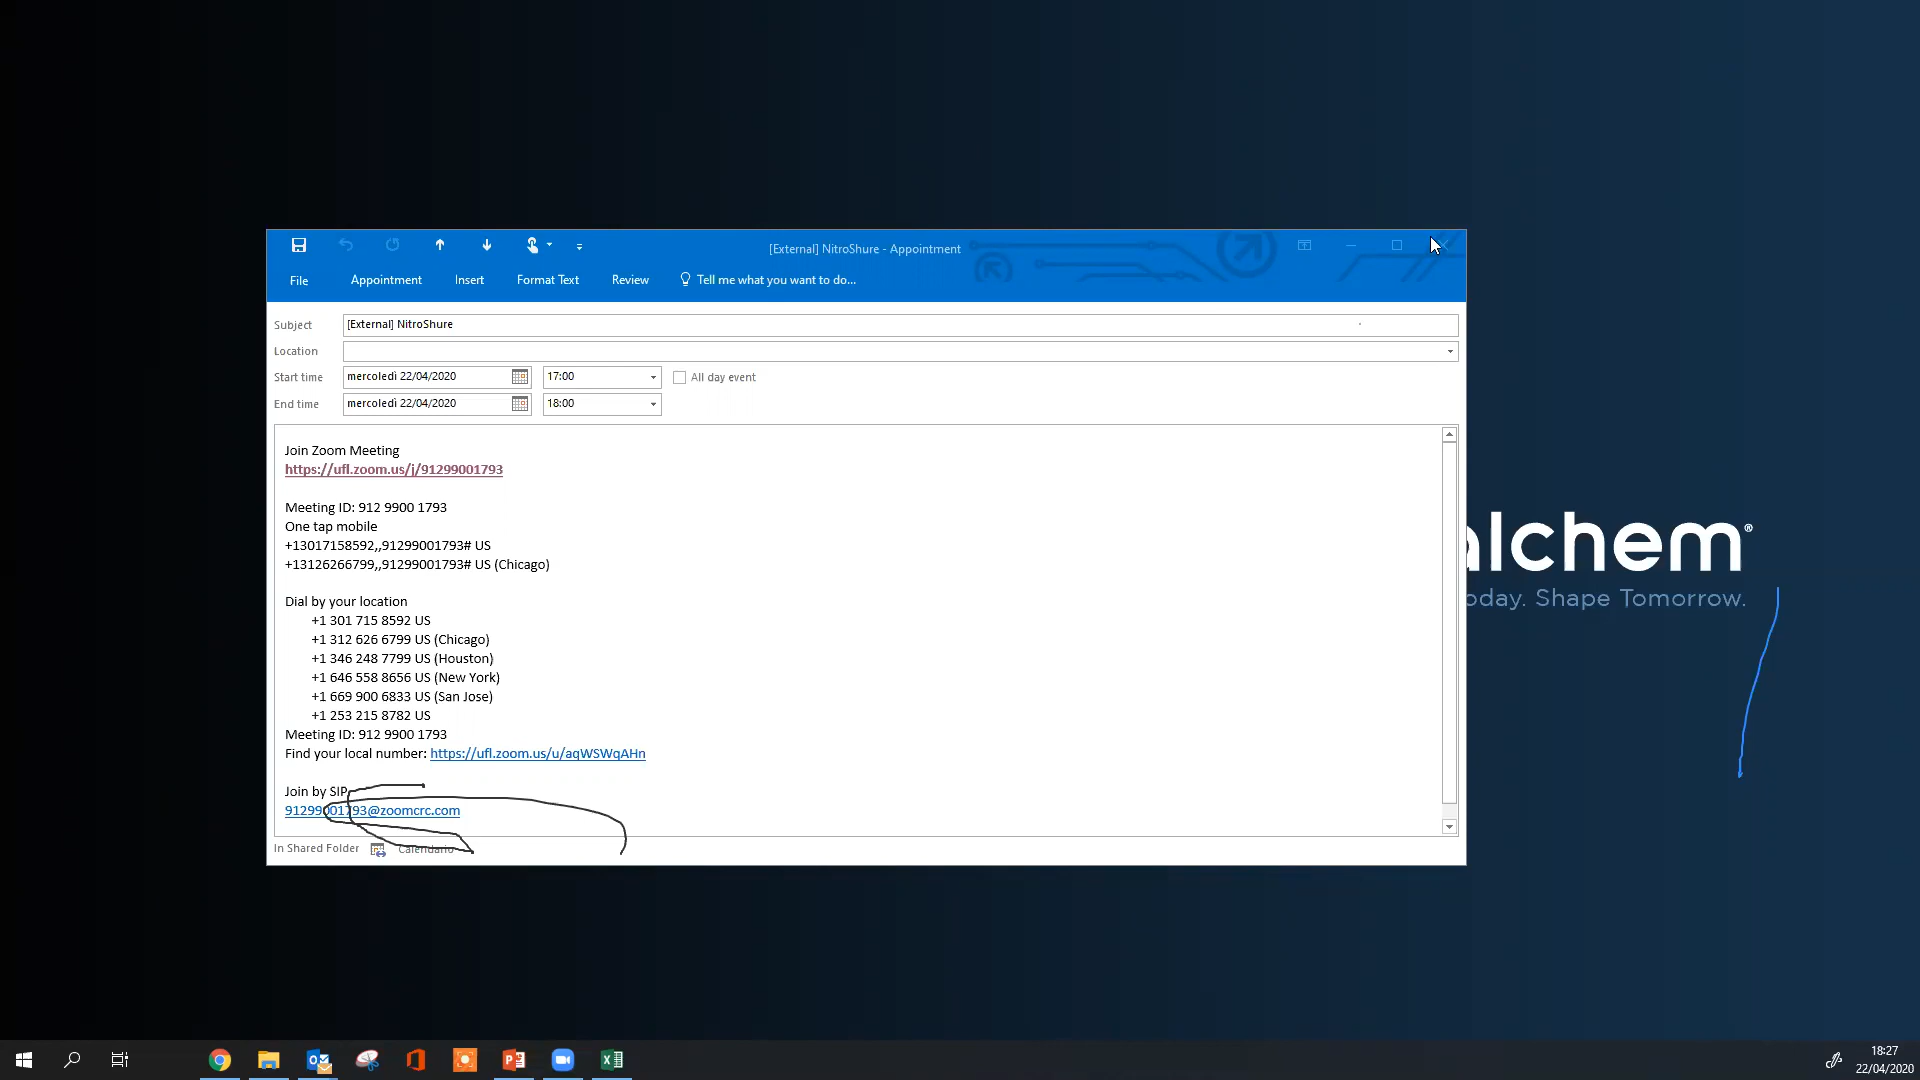 [External] NitroShure - Appointment
File Appointment Insert Format Text Review Tell me what you want to do...
Subject [External] NitroShure
Location
Start time mercoledì 22/04/2020 17:00 All day event
End time mercoledì 22/04/2020 18:00
Join Zoom Meeting
https://ufl.zoom.us/j/91299001793
Meeting ID: 912 9900 1793
One tap mobile
+13017158592,,91299001793# US
+13126266799,,91299001793# US (Chicago)
Dial by your location
+1 301 715 8592 US
+1 312 626 6799 US (Chicago)
+1 346 248 7799 US (Houston)
+1 646 558 8656 US (New York)
+1 669 900 6833 US (San Jose)
+1 253 215 8782 US
Meeting ID: 912 9900 1793
Find your local number: https://ufl.zoom.us/u/aqWSWqAHn
Join by SIP
91299001793@zoomcrc.com
In Shared Folder Calendario
alchem®
oday. Shape Tomorrow.
18:27
22/04/2020